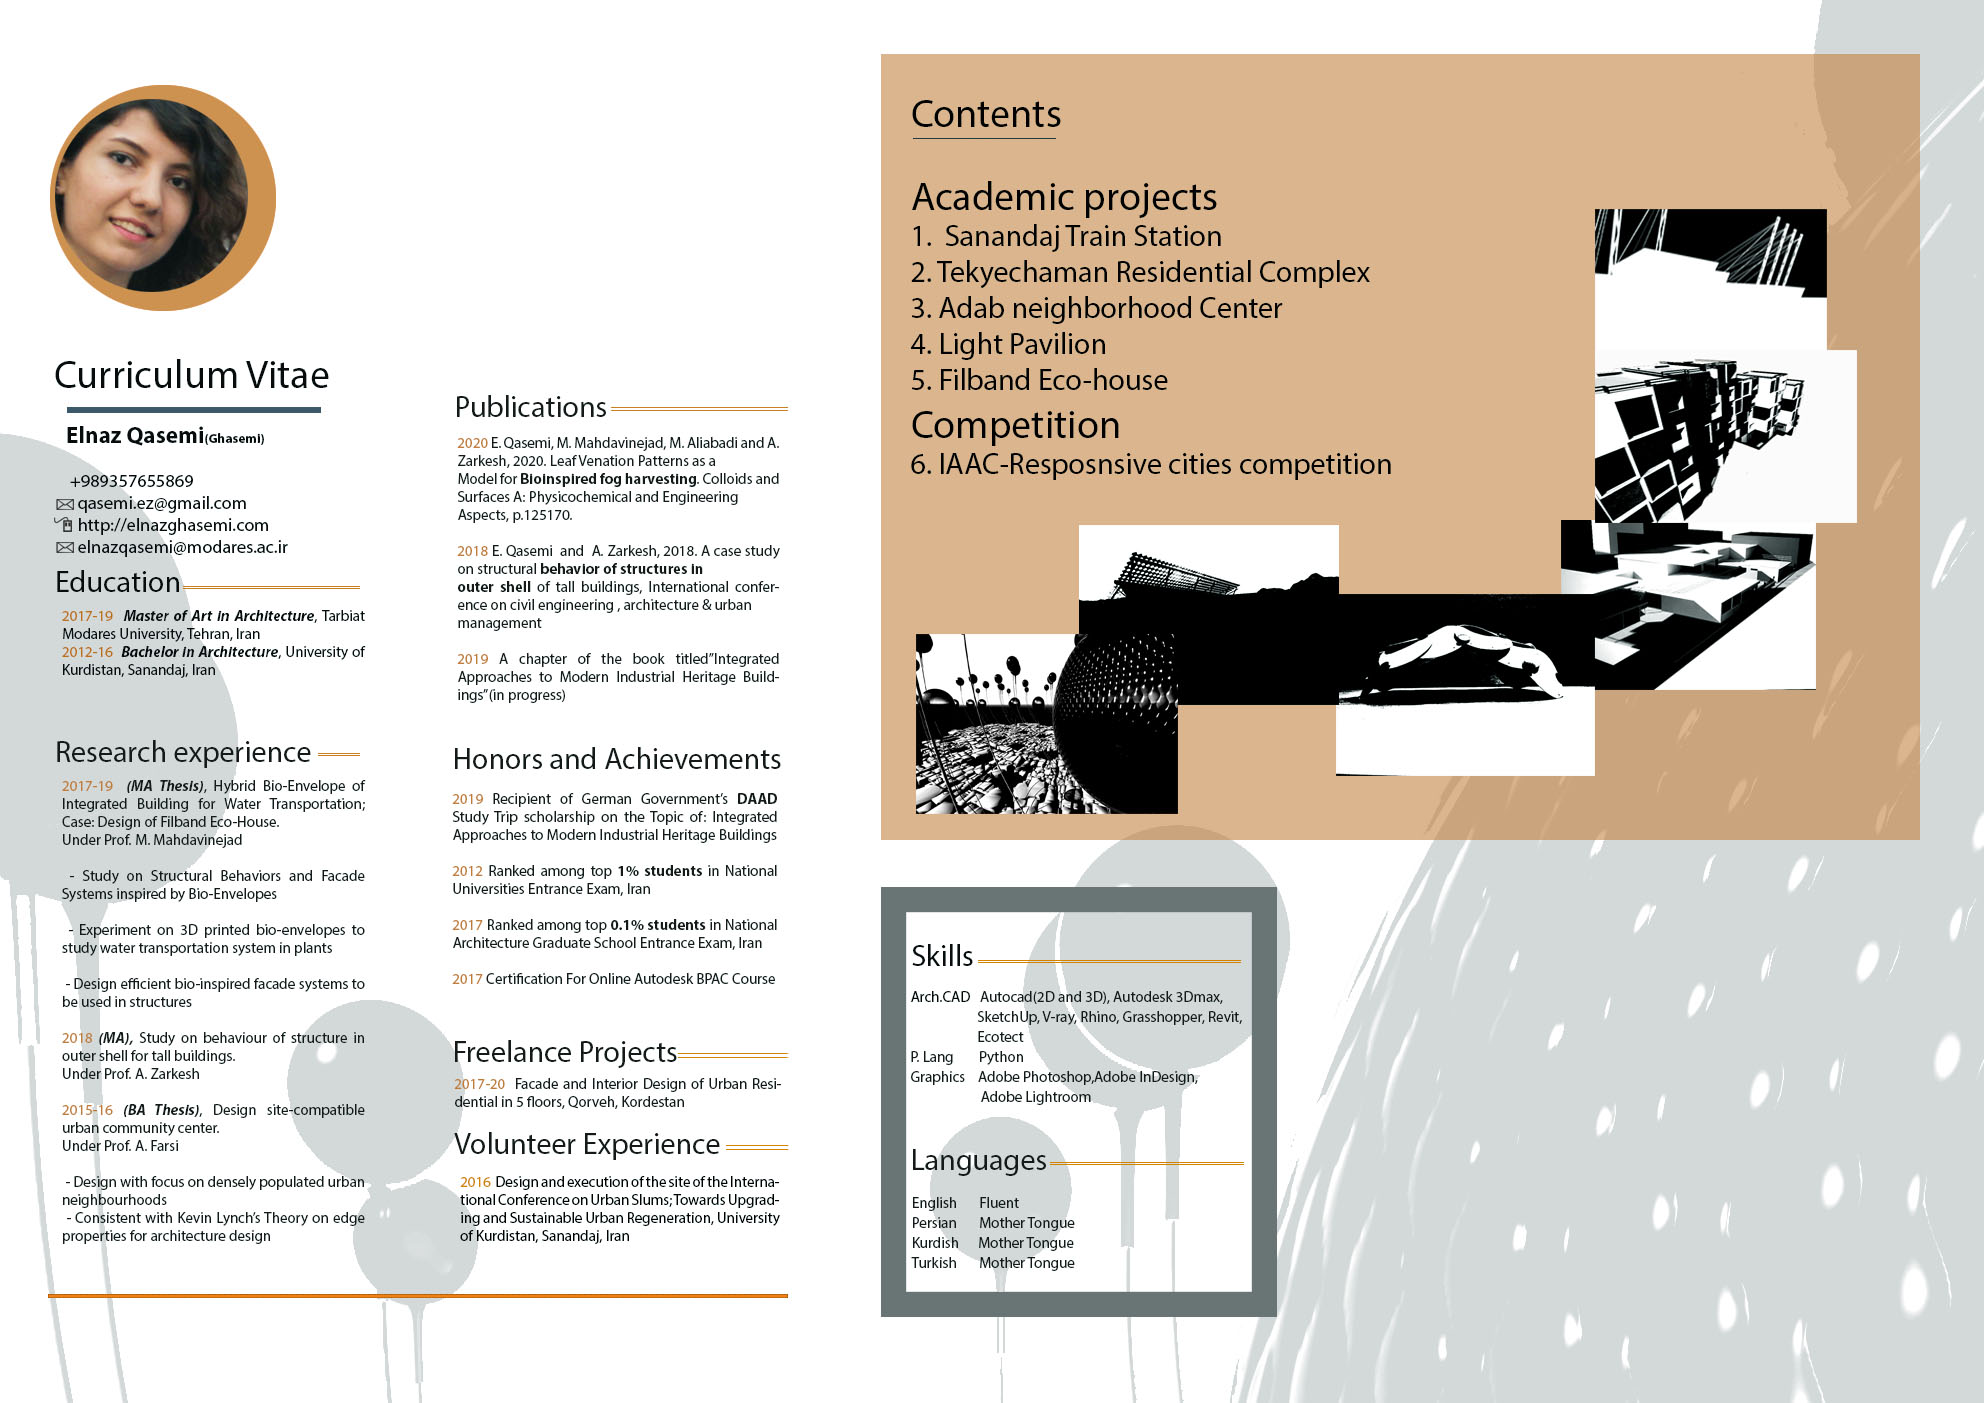 Curriculum Vitae
Elnaz Qasemi(Ghasemi)
+989357655869
qasemi.ez@gmail.com
http://elnazghasemi.com
elnazqasemi@modares.ac.ir
Education
2017-19 Master of Art in Architecture, Tarbiat
Modares University, Tehran, Iran
2012-16 Bachelor in Architecture, University of
Kurdistan, Sanandaj, Iran
Research experience
2017-19 (MA Thesis), Hybrid Bio-Envelope of
Integrated Building for Water Transportation;
Case: Design of Filband Eco-House.
Under Prof. M. Mahdavinejad
- Study on Structural Behaviors and Facade
Systems inspired by Bio-Envelopes
- Experiment on 3D printed bio-envelopes to
study water transportation system in plants
- Design efficient bio-inspired facade systems to
be used in structures
2018 (MA), Study on behaviour of structure in
outer shell for tall buildings.
Under Prof. A. Zarkesh
2015-16 (BA Thesis), Design site-compatible
urban community center.
Under Prof. A. Farsi
- Design with focus on densely populated urban
neighbourhoods
- Consistent with Kevin Lynch's Theory on edge
properties for architecture design
Publications
2020 E. Qasemi, M. Mahdavinejad, M. Aliabadi and A.
Zarkesh, 2020. Leaf Venation Patterns as a
Model for Bioinspired fog harvesting. Colloids and
Surfaces A: Physicochemical and Engineering
Aspects, p.125170.
2018 E. Qasemi and A. Zarkesh, 2018. A case study
on structural behavior of structures in
outer shell of tall buildings, International confer-
ence on civil engineering , architecture & urban
management
2019 A chapter of the book titled"Integrated
Approaches to Modern Industrial Heritage Build-
ings"(in progress)
Honors and Achievements
2019 Recipient of German Government's DAAD
Study Trip scholarship on the Topic of: Integrated
Approaches to Modern Industrial Heritage Buildings
2012 Ranked among top 1% students in National
Universities Entrance Exam, Iran
2017 Ranked among top 0.1% students in National
Architecture Graduate School Entrance Exam, Iran
2017 Certification For Online Autodesk BPAC Course
Freelance Projects
2017-20 Facade and Interior Design of Urban Resi-
dential in 5 floors, Qorveh, Kordestan
Volunteer Experience
2016 Design and execution of the site of the Interna-
tional Conference on Urban Slums; Towards Upgrad-
ing and Sustainable Urban Regeneration, University
of Kurdistan, Sanandaj, Iran
Contents
Academic projects
1. Sanandaj Train Station
2. Tekyechaman Residential Complex
3. Adab neighborhood Center
4. Light Pavilion
5. Filband Eco-house
Competition
6. IAAC-Resposnsive cities competition
Skills
Arch.CAD Autocad(2D and 3D), Autodesk 3Dmax,
SketchUp, V-ray, Rhino, Grasshopper, Revit,
Ecotect
P. Lang Python
Graphics Adobe Photoshop,Adobe InDesign,
Adobe Lightroom
Languages
English Fluent
Persian Mother Tongue
Kurdish Mother Tongue
Turkish Mother Tongue